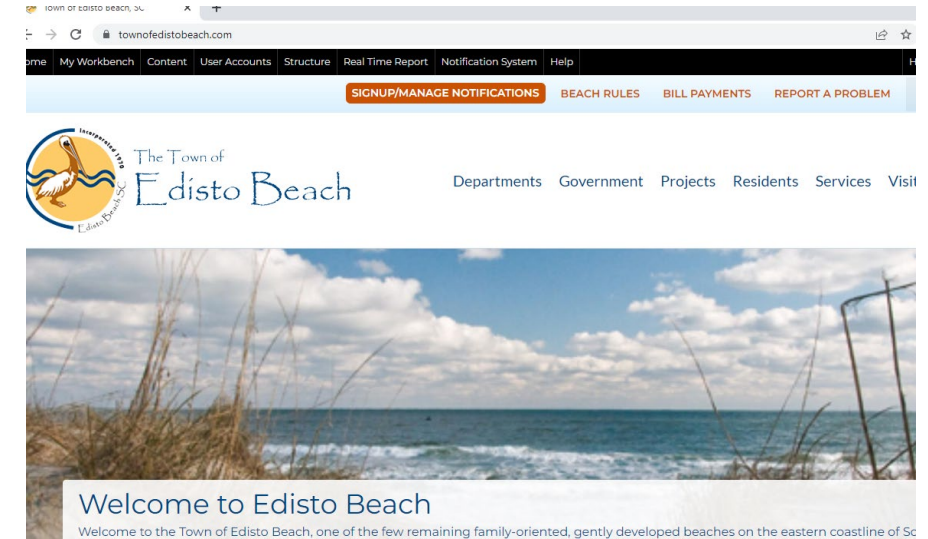 Town of Edisto Beach, SC X +
townofedistobeach.com
ome My Workbench Content User Accounts Structure Real Time Report Notification System Help H
SIGNUP/MANAGE NOTIFICATIONS BEACH RULES BILL PAYMENTS REPORT A PROBLEM
Incorporated 1970
Edisto Beach, SC
The Town of
Edisto Beach
Departments Government Projects Residents Services Visit
Welcome to Edisto Beach
Welcome to the Town of Edisto Beach, one of the few remaining family-oriented, gently developed beaches on the eastern coastline of So